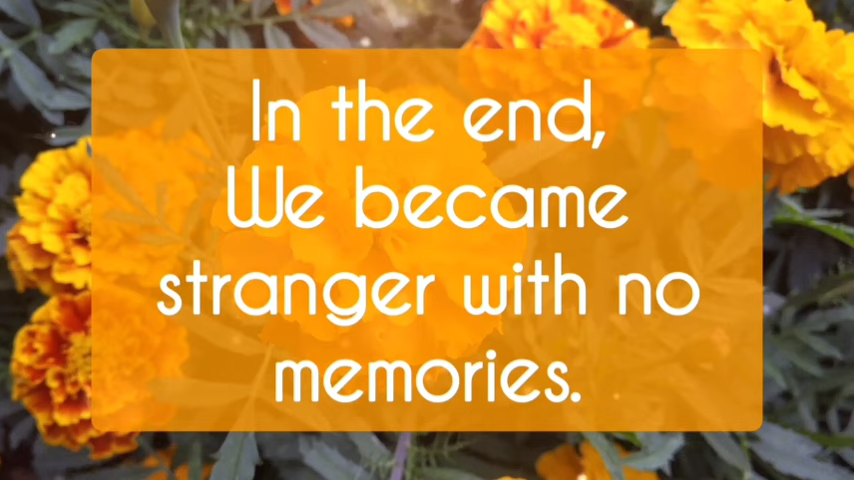 In the end,
We became
stranger with no
memories.